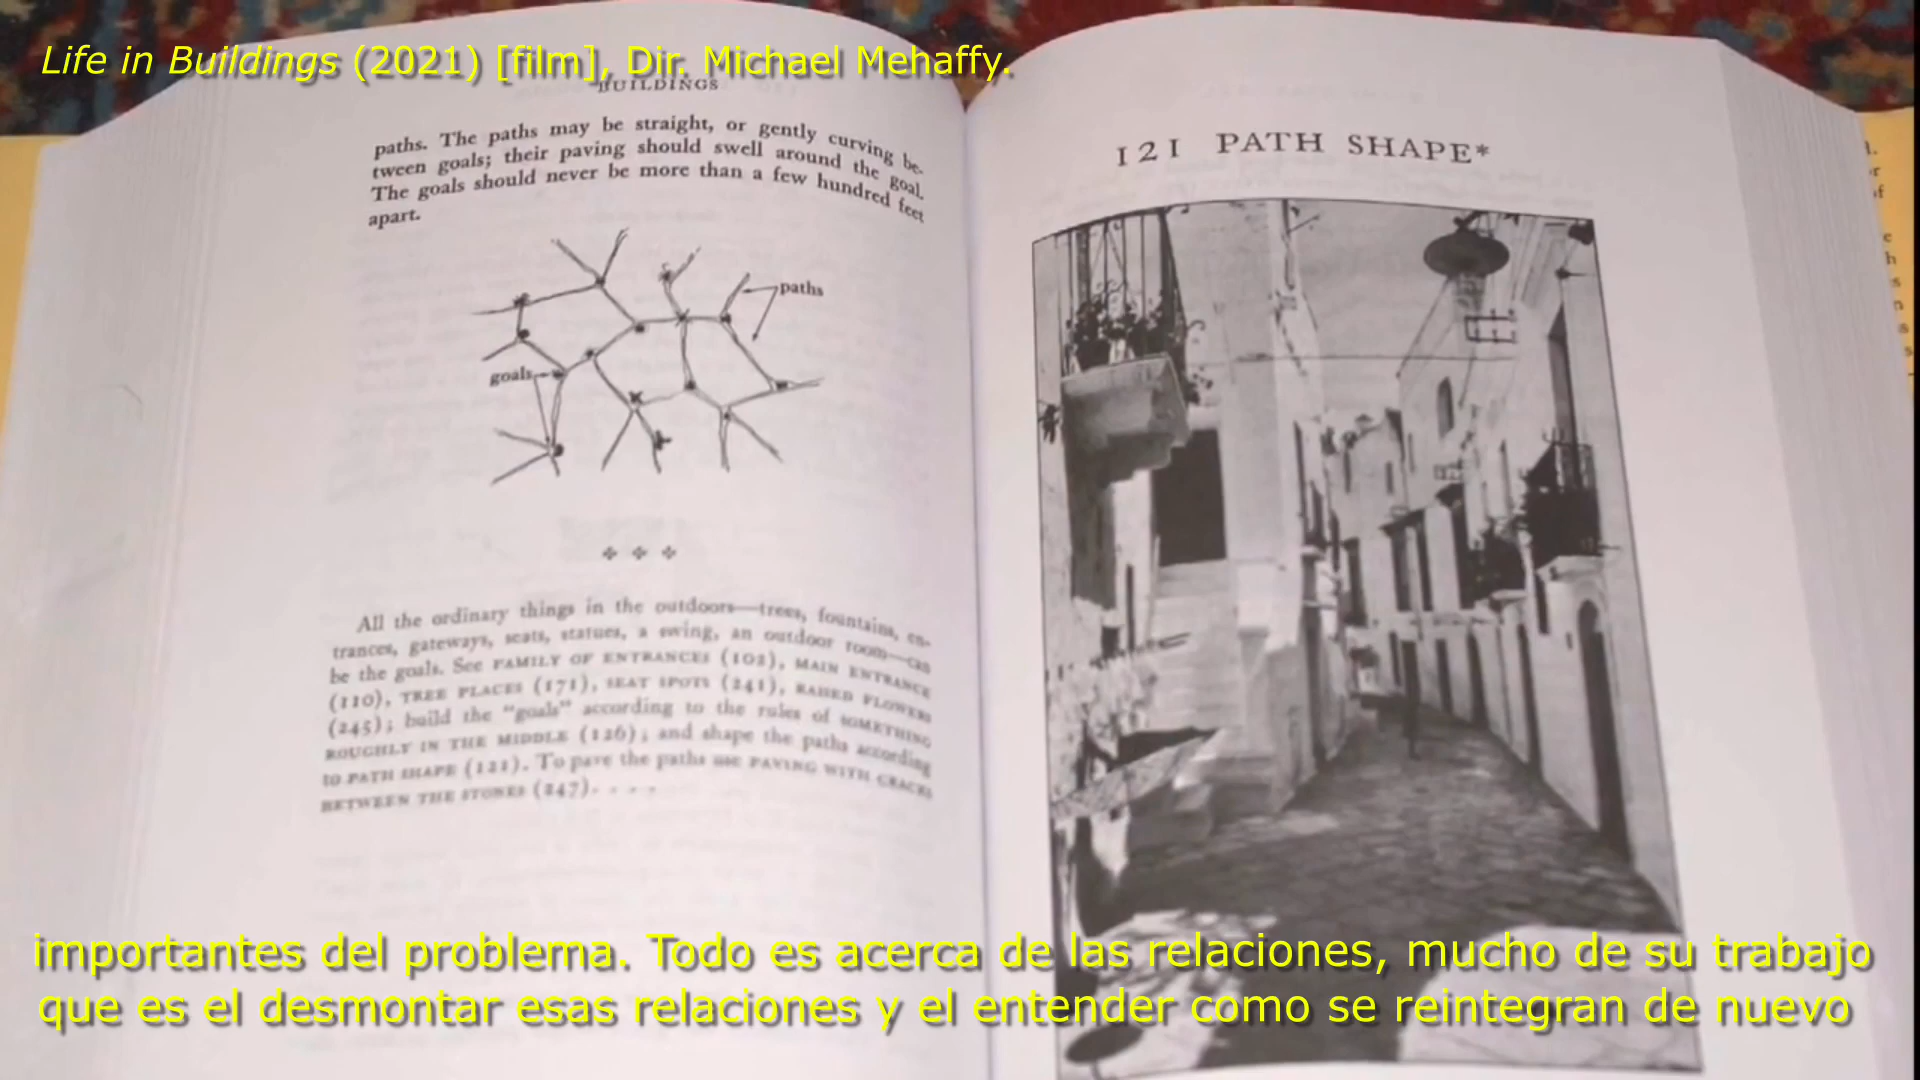 Life in Buildings (2021) [film], Dir. Michael Mehaffy.
BUILDINGS
paths. The paths may be straight, or gently curving be-
tween goals; their paving should swell around the goal.
The goals should never be more than a few hundred feet
apart.
paths
goals
All the ordinary things in the outdoors—trees, fountains, en-
trances, gateways, seats, statues, a swing, an outdoor room—can
be the goals. See FAMILY OF ENTRANCES (102), MAIN ENTRANCE
(110), TREE PLACES (171), SEAT SPOTS (241), RAISED FLOWERS
(245); build the "goals" according to the rules of SOMETHING
ROUGHLY IN THE MIDDLE (126); and shape the paths according
to PATH SHAPE (121). To pave the paths use PAVING WITH CRACKS
BETWEEN THE STONES (247). . . . .
121 PATH SHAPE*
importantes del problema. Todo es acerca de las relaciones, mucho de su trabajo
que es el desmontar esas relaciones y el entender como se reintegran de nuevo